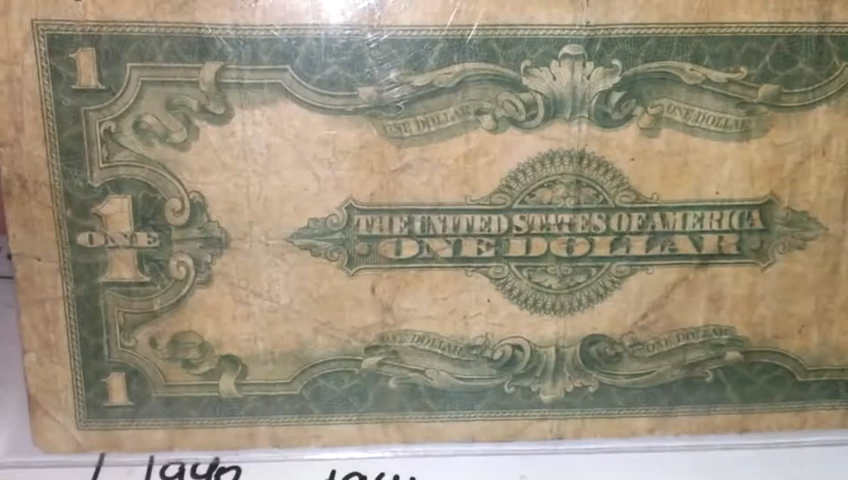 1
ONE DOLLAR ONE DOLLAR
1
ONE
THE UNITED STATES OF AMERICA
ONE DOLLAR
ONE DOLLAR ONE DOLLAR
1
1940